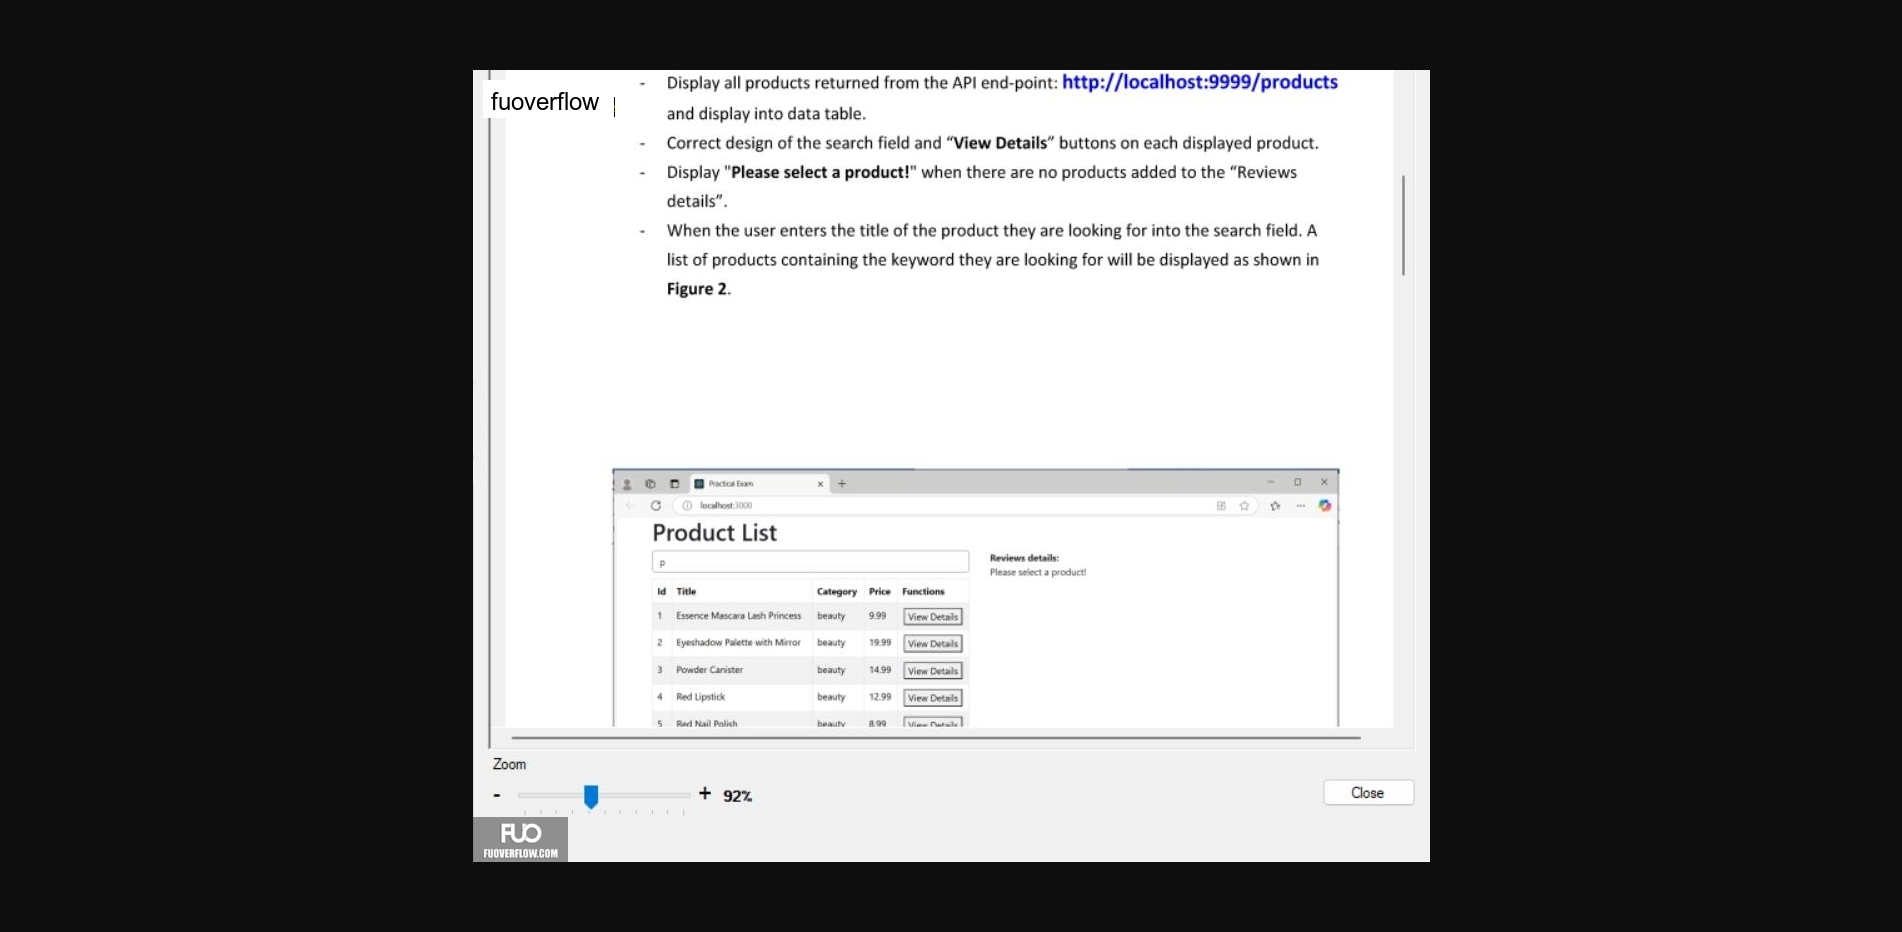 - Display all products returned from the API end-point: http://localhost:9999/products
fuoverflow
and display into data table.
- Correct design of the search field and “View Details” buttons on each displayed product.
- Display "Please select a product!" when there are no products added to the “Reviews
details”.
- When the user enters the title of the product they are looking for into the search field. A
list of products containing the keyword they are looking for will be displayed as shown in
Figure 2.
Practical Exam
localhost:3000
Product List
p
Reviews details:
Please select a product!
Id Title Category Price Functions
1 Essence Mascara Lash Princess beauty 9.99 View Details
2 Eyeshadow Palette with Mirror beauty 19.99 View Details
3 Powder Canister beauty 14.99 View Details
4 Red Lipstick beauty 12.99 View Details
5 Red Nail Polish beauty 8.99 View Details
Zoom
- + 92%
Close
FUO
FUOVERFLOW.COM